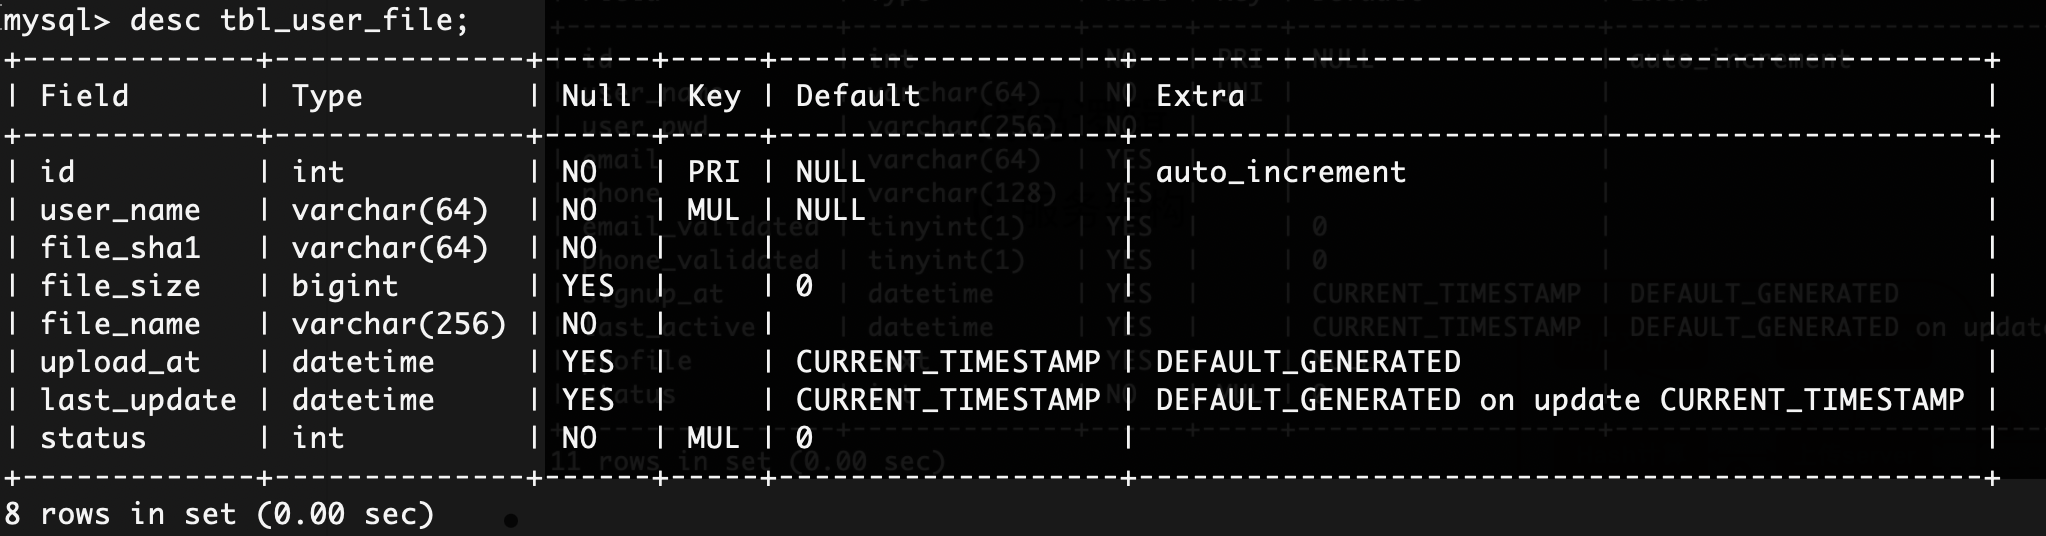 mysql> desc tbl_user_file;
+-------------+--------------+------+-----+-------------------+-----------------------------------------------+
| Field       | Type         | Null | Key | Default           | Extra                                         |
+-------------+--------------+------+-----+-------------------+-----------------------------------------------+
| id          | int          | NO   | PRI | NULL              | auto_increment                                |
| user_name   | varchar(64)  | NO   | MUL | NULL              |                                               |
| file_sha1   | varchar(64)  | NO   |     |                   |                                               |
| file_size   | bigint       | YES  |     | 0                 |                                               |
| file_name   | varchar(256) | NO   |     |                   |                                               |
| upload_at   | datetime     | YES  |     | CURRENT_TIMESTAMP | DEFAULT_GENERATED                             |
| last_update | datetime     | YES  |     | CURRENT_TIMESTAMP | DEFAULT_GENERATED on update CURRENT_TIMESTAMP |
| status      | int          | NO   | MUL | 0                 |                                               |
+-------------+--------------+------+-----+-------------------+-----------------------------------------------+
8 rows in set (0.00 sec)